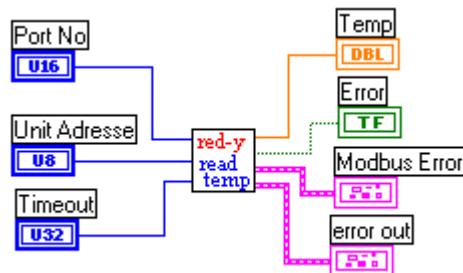 Port No
U16
Unit Adresse
U8
Timeout
U32
red-y
read
temp
Temp
DBL
Error
TF
Modbus Error
error out